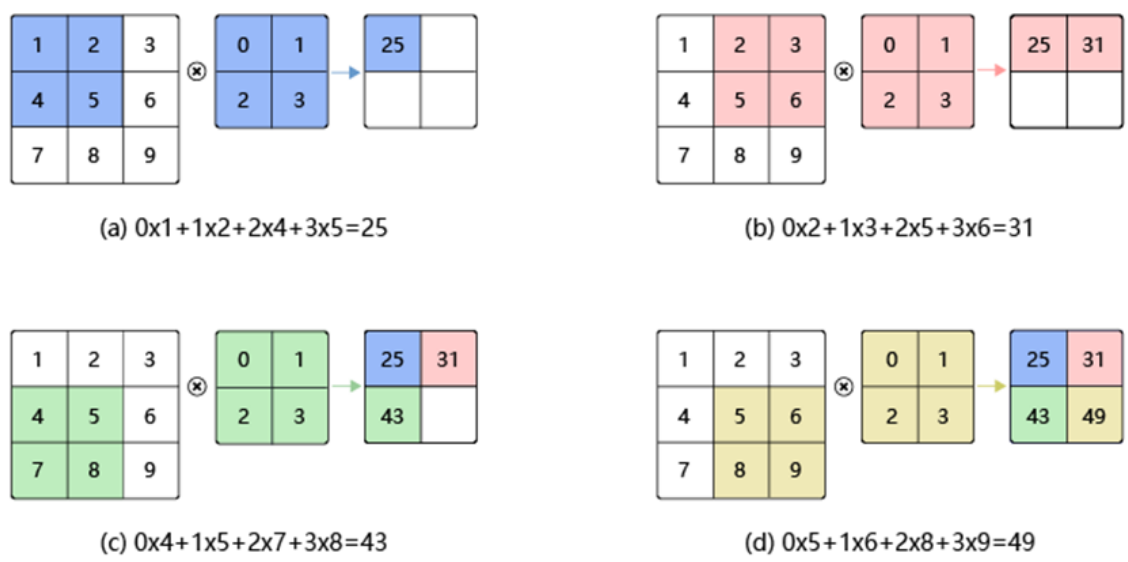 1 2 3 0 1 25
4 5 6 2 3
7 8 9
(a) 0x1+1x2+2x4+3x5=25
1 2 3 0 1 25 31
4 5 6 2 3
7 8 9
(b) 0x2+1x3+2x5+3x6=31
1 2 3 0 1 25 31
4 5 6 2 3 43
7 8 9
(c) 0x4+1x5+2x7+3x8=43
1 2 3 0 1 25 31
4 5 6 2 3 43 49
7 8 9
(d) 0x5+1x6+2x8+3x9=49